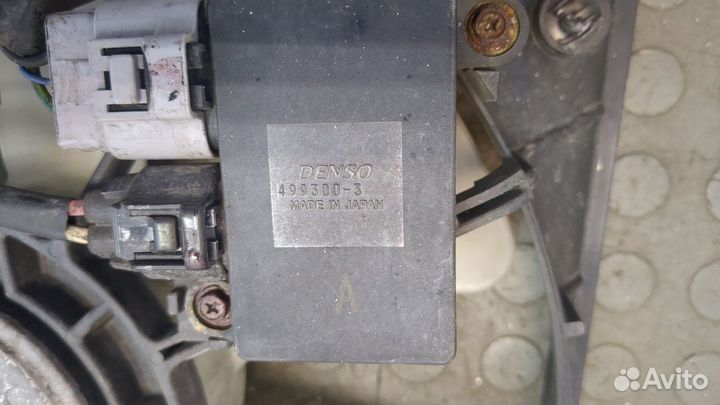 DENSO
499300-3
MADE IN JAPAN
A
Avito